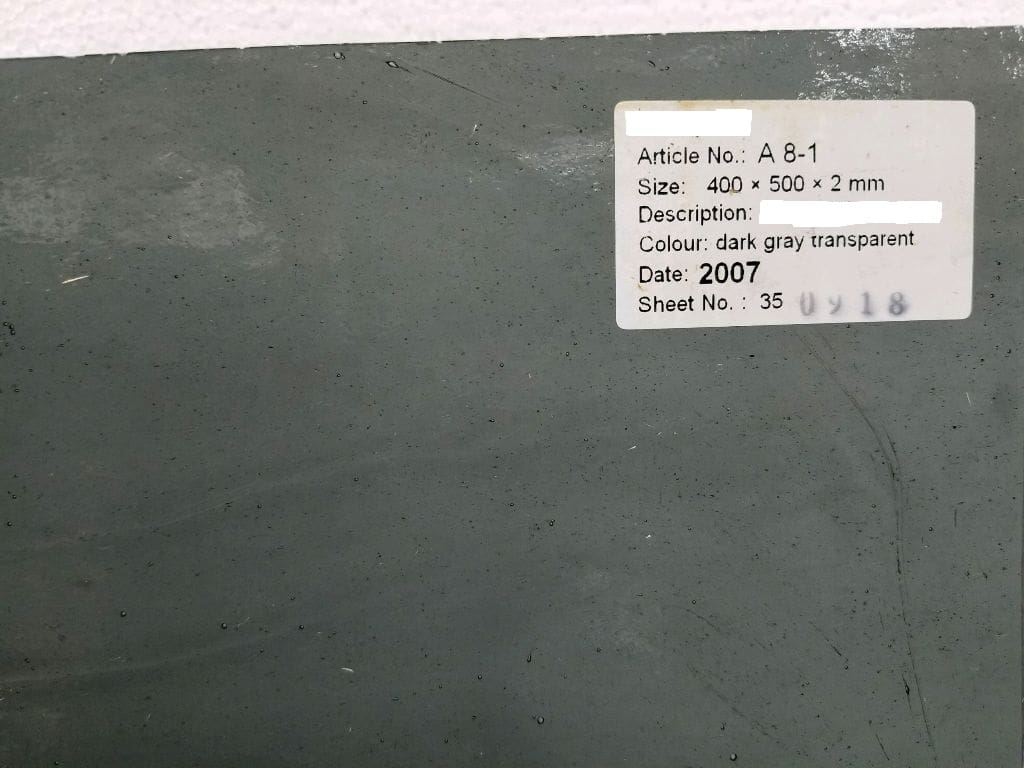 Article No.: A 8-1
Size: 400 × 500 × 2 mm
Description:
Colour: dark gray transparent
Date: 2007
Sheet No. : 35 0918